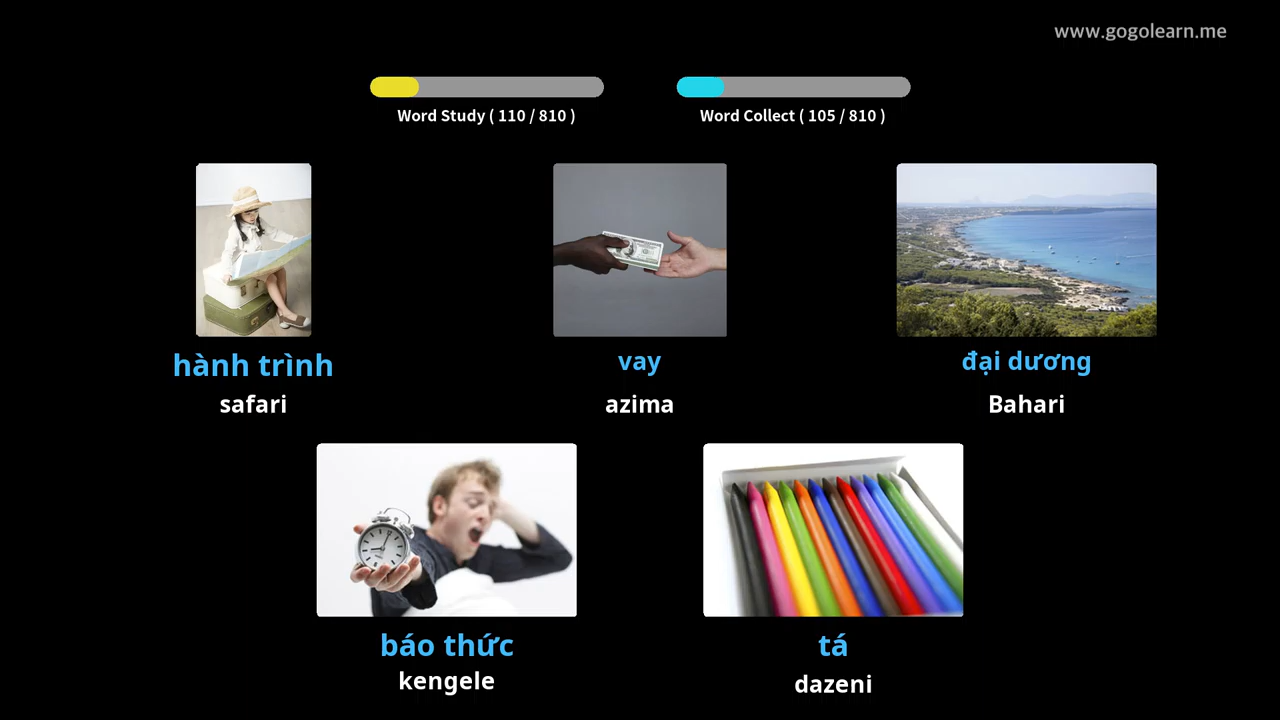 www.gogolearn.me
Word Study ( 110 / 810 )
Word Collect ( 105 / 810 )
hành trình
safari
vay
azima
đại dương
Bahari
báo thức
kengele
tá
dazeni